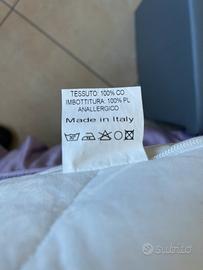 TESSUTO: 100% CO
IMBOTTITURA: 100% PL
ANALLERGICO
Made in Italy
subito